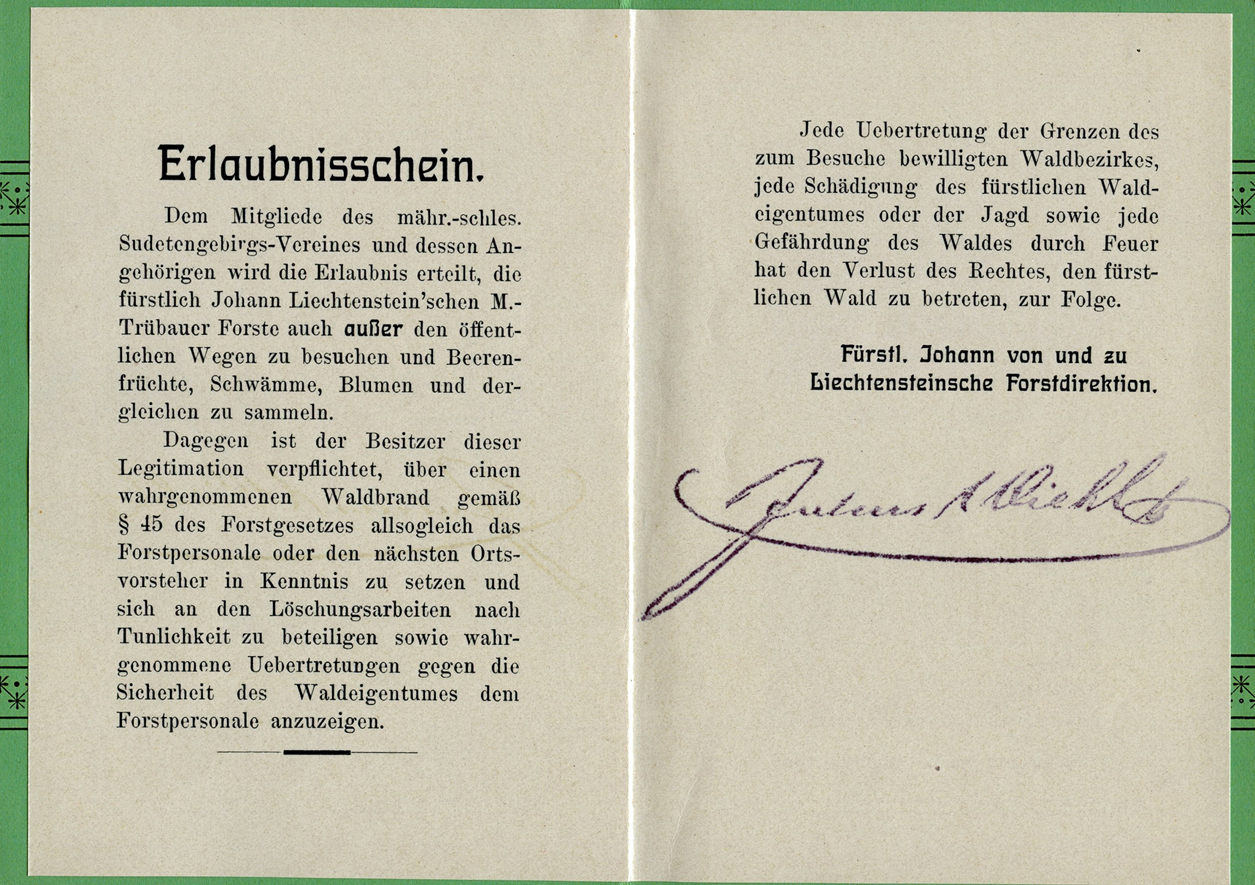 Erlaubnisschein.
Dem Mitgliede des mähr.-schles.
Sudetengebirgs-Vereines und dessen An-
gehörigen wird die Erlaubnis erteilt, die
fürstlich Johann Liechtenstein'schen M.-
Trübauer Forste auch außer den öffent-
lichen Wegen zu besuchen und Beeren-
früchte, Schwämme, Blumen und der-
gleichen zu sammeln.
Dagegen ist der Besitzer dieser
Legitimation verpflichtet, über einen
wahrgenommenen Waldbrand gemäß
§ 45 des Forstgesetzes allsogleich das
Forstpersonale oder den nächsten Orts-
vorsteher in Kenntnis zu setzen und
sich an den Löschungsarbeiten nach
Tunlichkeit zu beteiligen sowie wahr-
genommene Uebertretungen gegen die
Sicherheit des Waldeigentumes dem
Forstpersonale anzuzeigen.
Jede Uebertretung der Grenzen des
zum Besuche bewilligten Waldbezirkes,
jede Schädigung des fürstlichen Wald-
eigentumes oder der Jagd sowie jede
Gefährdung des Waldes durch Feuer
hat den Verlust des Rechtes, den fürst-
lichen Wald zu betreten, zur Folge.
Fürstl. Johann von und zu
Liechtensteinsche Forstdirektion.
Julius